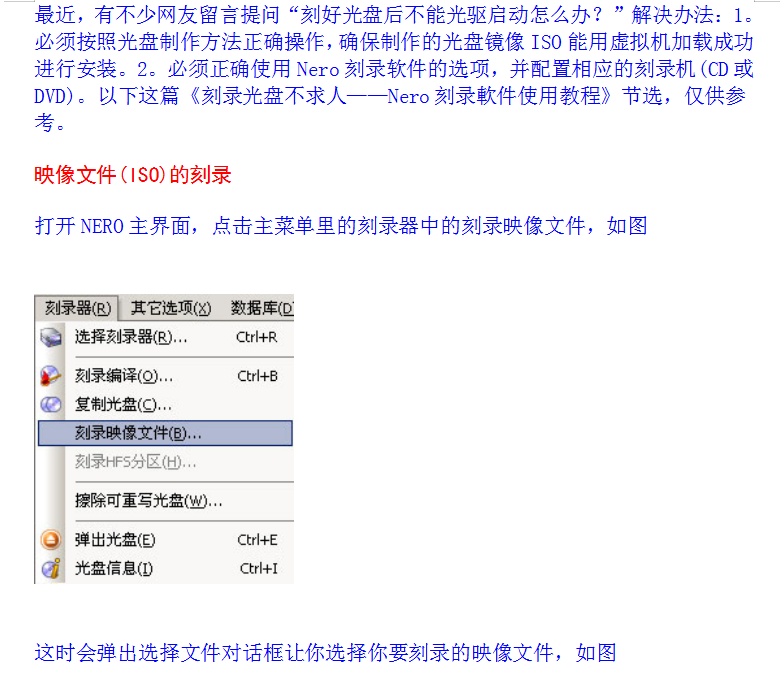 最近，有不少网友留言提问“刻好光盘后不能光驱启动怎么办？”解决办法：1。
必须按照光盘制作方法正确操作，确保制作的光盘镜像 ISO 能用虚拟机加载成功
进行安装。2。必须正确使用 Nero 刻录软件的选项，并配置相应的刻录机(CD 或
DVD)。以下这篇《刻录光盘不求人——Nero 刻录軟件使用教程》节选，仅供参
考。
映像文件(ISO)的刻录
打开 NERO 主界面，点击主菜单里的刻录器中的刻录映像文件，如图
刻录器(R) 其它选项(X) 数据库(D
选择刻录器(R)... Ctrl+R
刻录编译(O)... Ctrl+B
复制光盘(C)...
刻录映像文件(B)...
刻录HFS分区(H)...
擦除可重写光盘(W)...
弹出光盘(E) Ctrl+E
光盘信息(I) Ctrl+I
这时会弹出选择文件对话框让你选择你要刻录的映像文件，如图